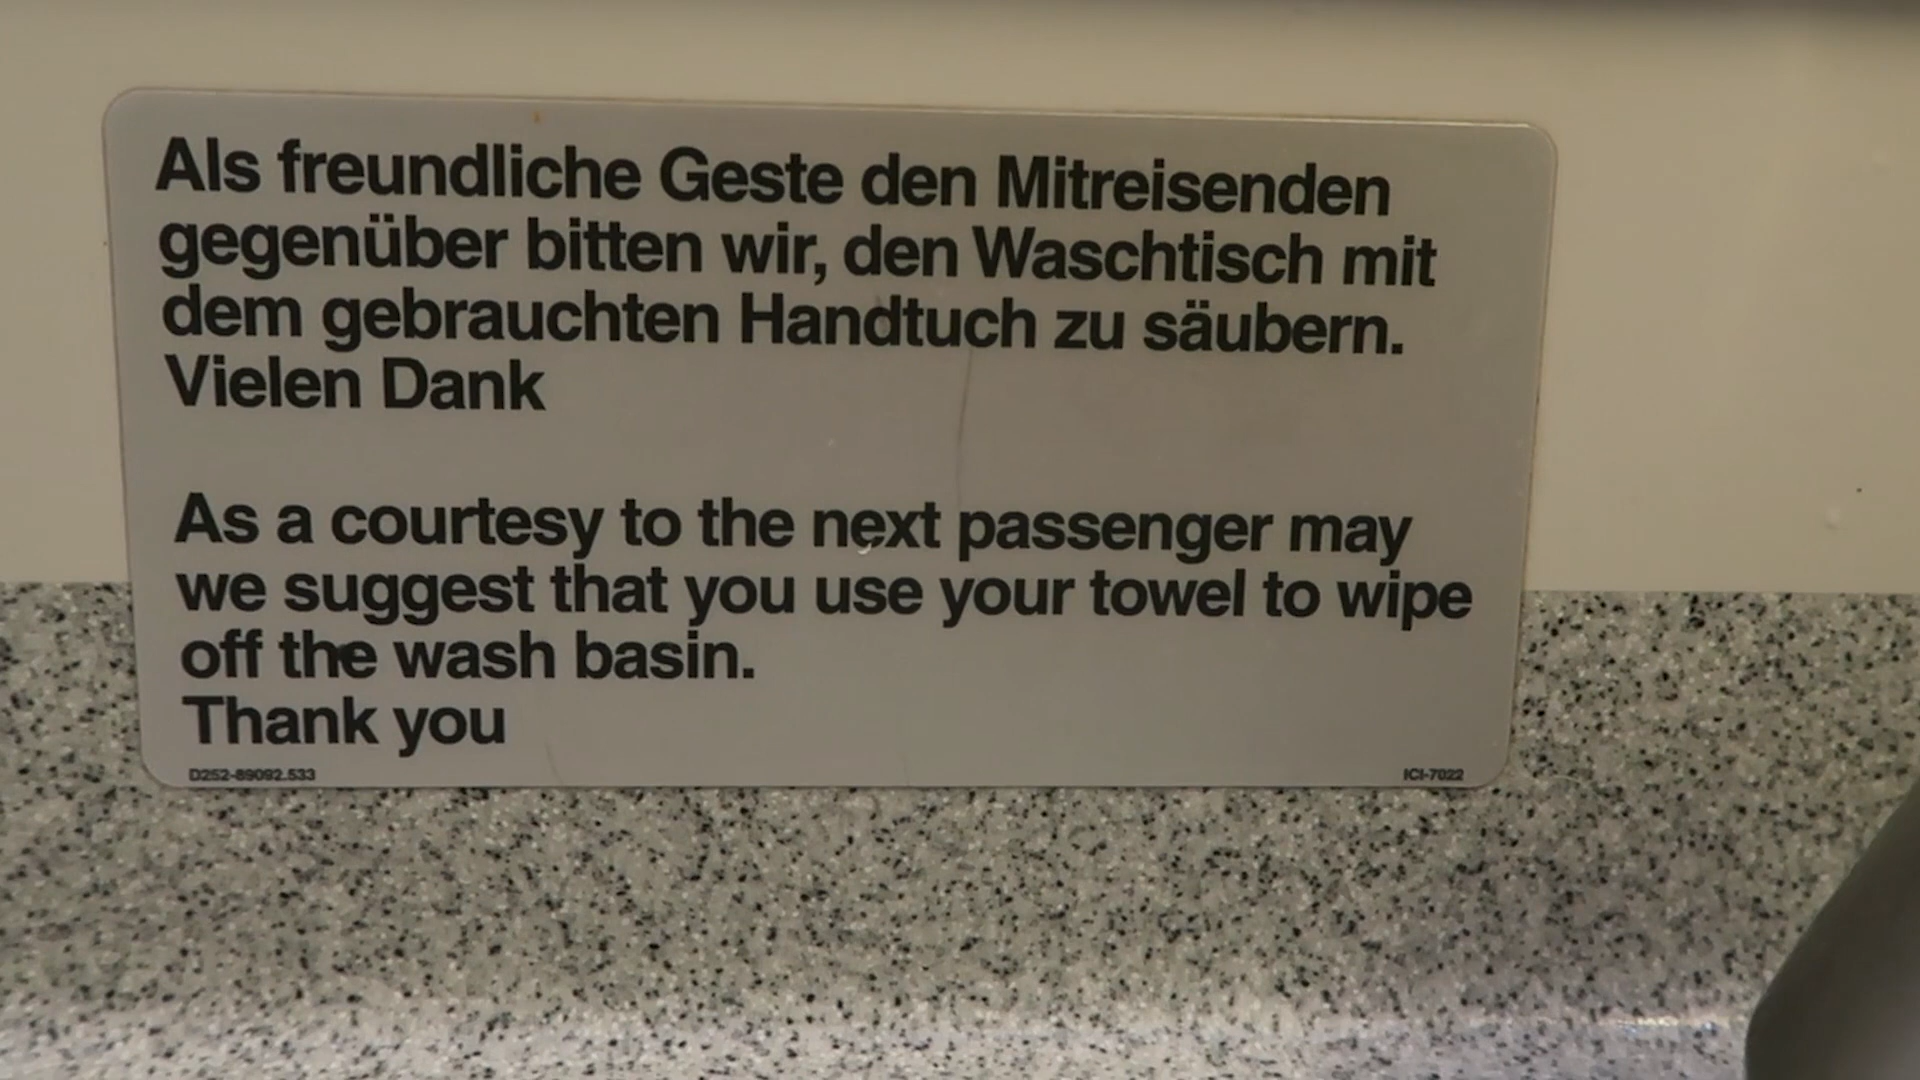 Als freundliche Geste den Mitreisenden
gegenüber bitten wir, den Waschtisch mit
dem gebrauchten Handtuch zu säubern.
Vielen Dank
As a courtesy to the next passenger may
we suggest that you use your towel to wipe
off the wash basin.
Thank you
D252-89092.533
ICI-7022